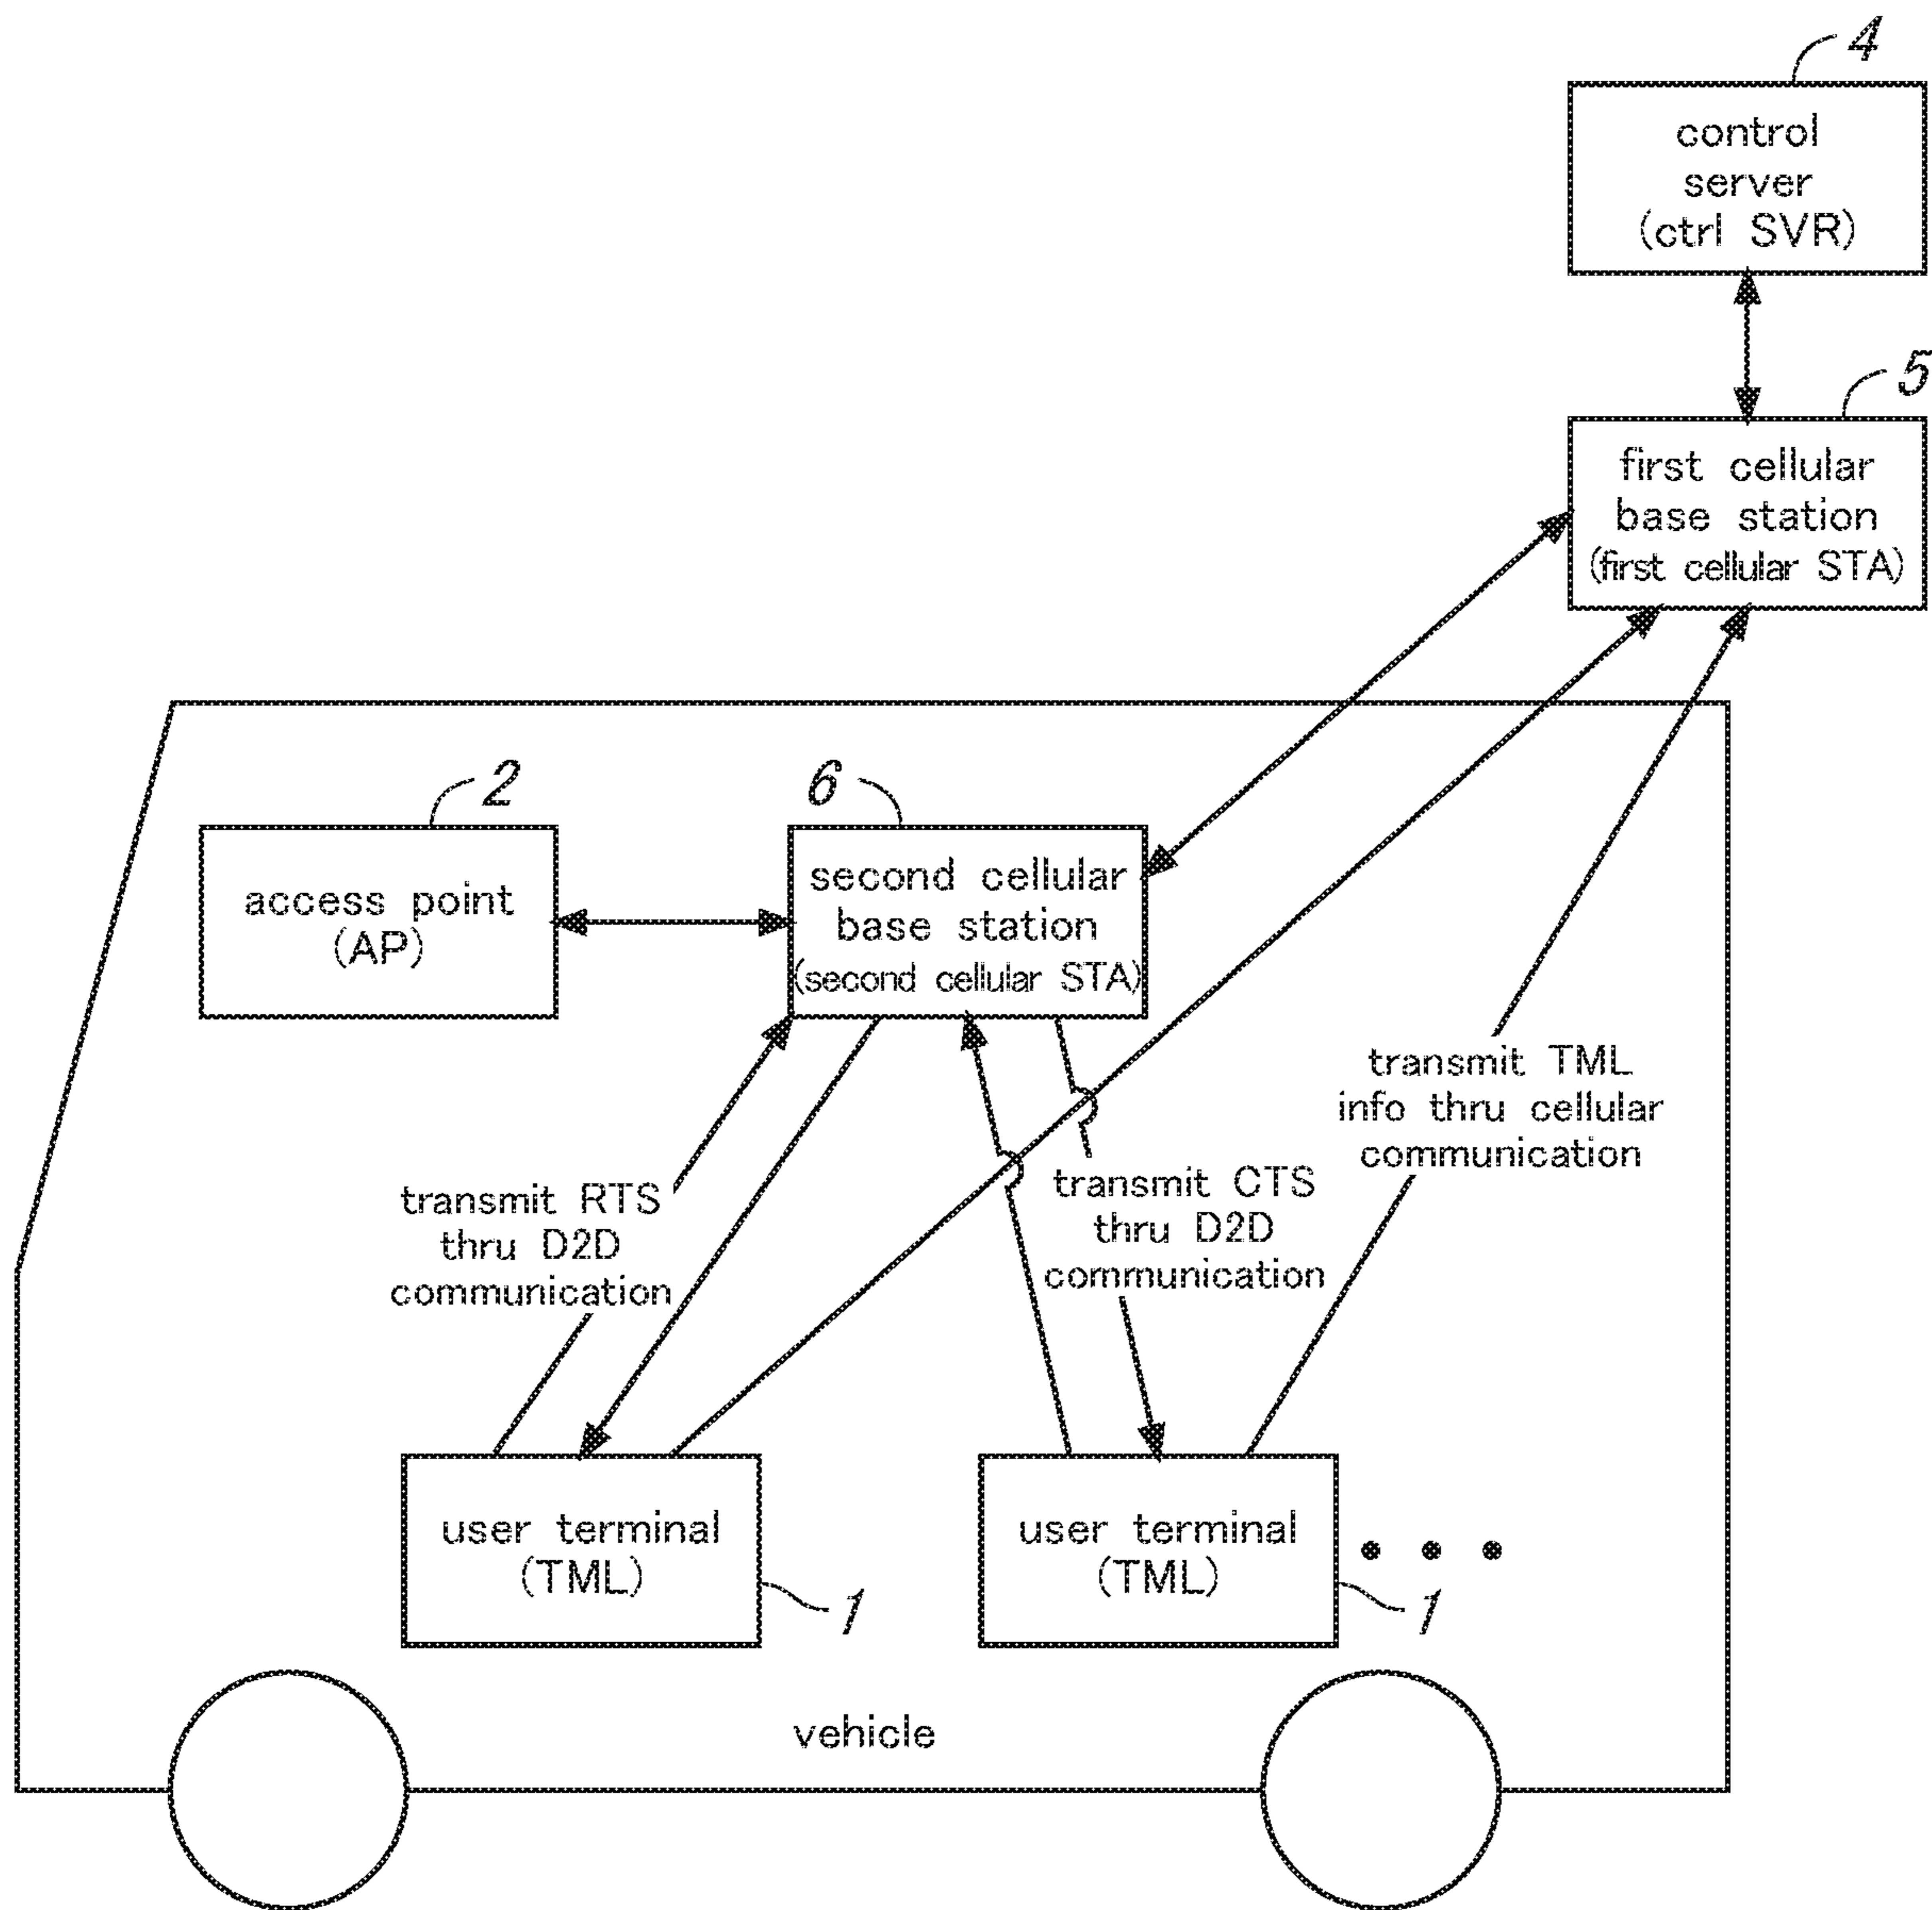 4
control
server
(ctrl SVR)
5
first cellular
base station
(first cellular STA)
2
access point
(AP)
6
second cellular
base station
(second cellular STA)
transmit TML
info thru cellular
communication
transmit RTS
thru D2D
communication
transmit CTS
thru D2D
communication
user terminal
(TML)
1
user terminal
(TML)
1
vehicle